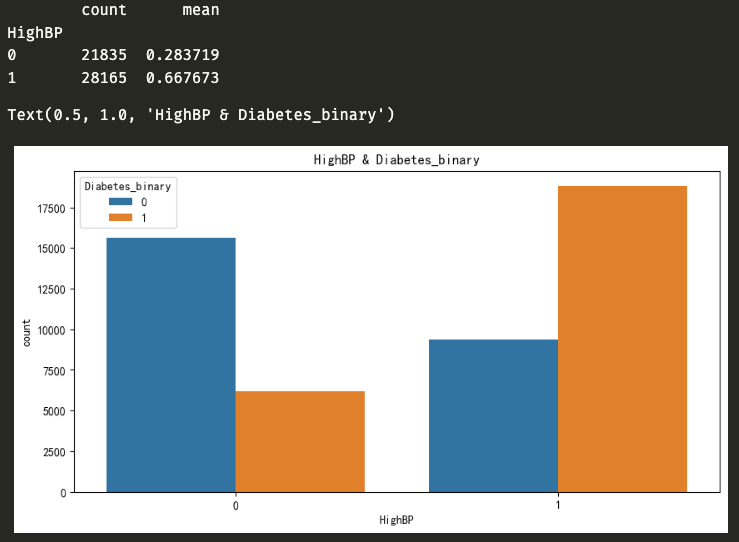 count mean
HighBP
0 21835 0.283719
1 28165 0.667673
Text(0.5, 1.0, 'HighBP & Diabetes_binary')
HighBP & Diabetes_binary
Diabetes_binary
0
1
17500
15000
12500
10000
7500
5000
2500
0
count
0 1
HighBP